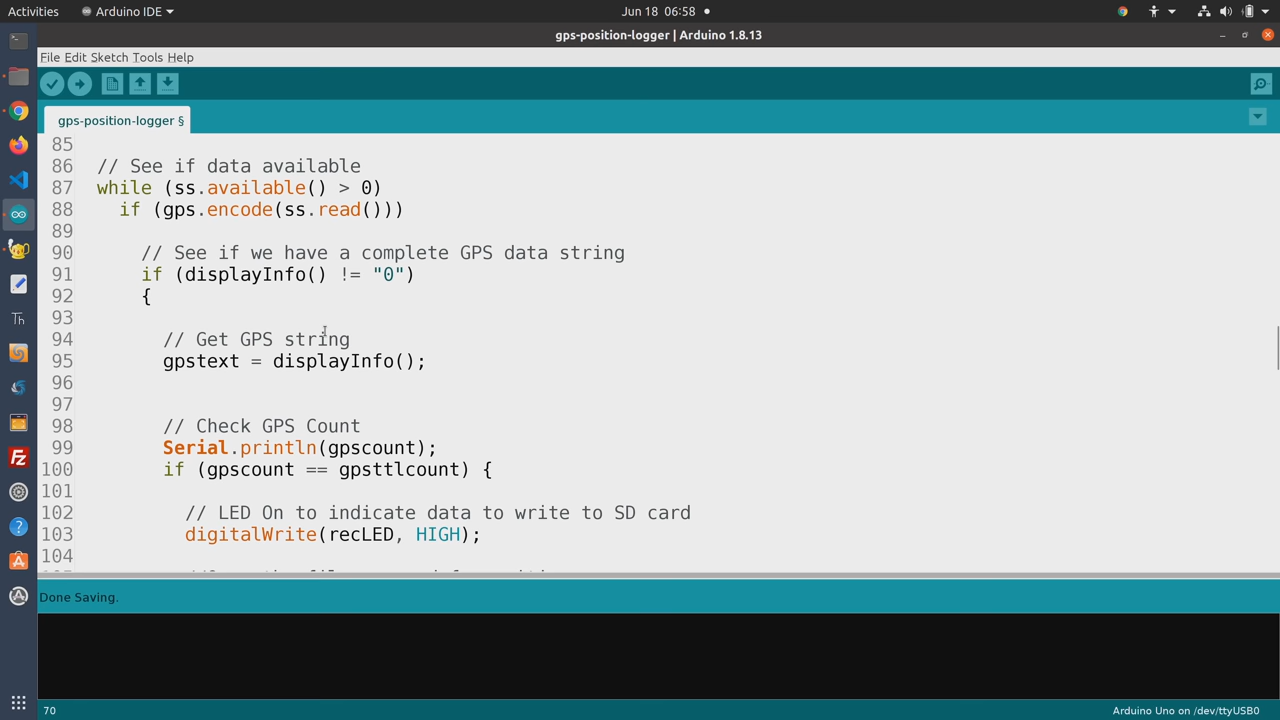 Activities Arduino IDE Jun 18 06:58
gps-position-logger | Arduino 1.8.13
File Edit Sketch Tools Help
gps-position-logger §
85
86 // See if data available
87 while (ss.available() > 0)
88 if (gps.encode(ss.read()))
89
90 // See if we have a complete GPS data string
91 if (displayInfo() != "0")
92 {
93
94 // Get GPS string
95 gpstext = displayInfo();
96
97
98 // Check GPS Count
99 Serial.println(gpscount);
100 if (gpscount == gpsttlcount) {
101
102 // LED On to indicate data to write to SD card
103 digitalWrite(recLED, HIGH);
104
Done Saving.
70 Arduino Uno on /dev/ttyUSB0
Th
Fz